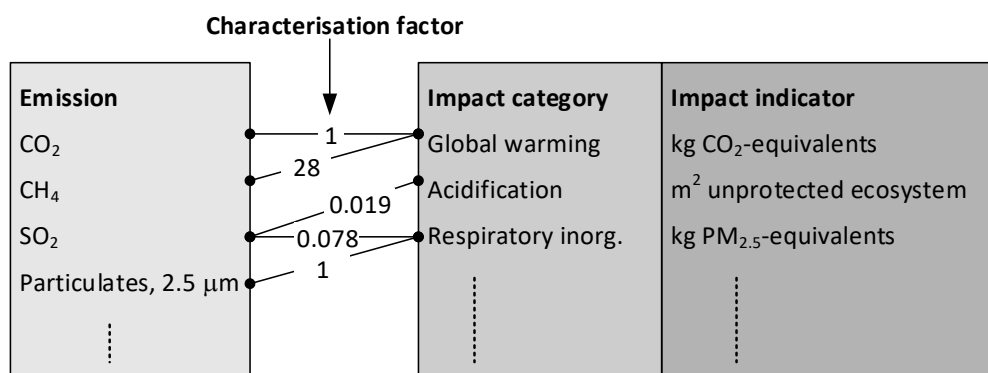 Characterisation factor
Emission
Impact category
Impact indicator
CO₂
1
Global warming
kg CO₂-equivalents
28
CH₄
Acidification
m² unprotected ecosystem
0.019
SO₂
0.078
Respiratory inorg.
kg PM₂.₅-equivalents
1
Particulates, 2.5 μm